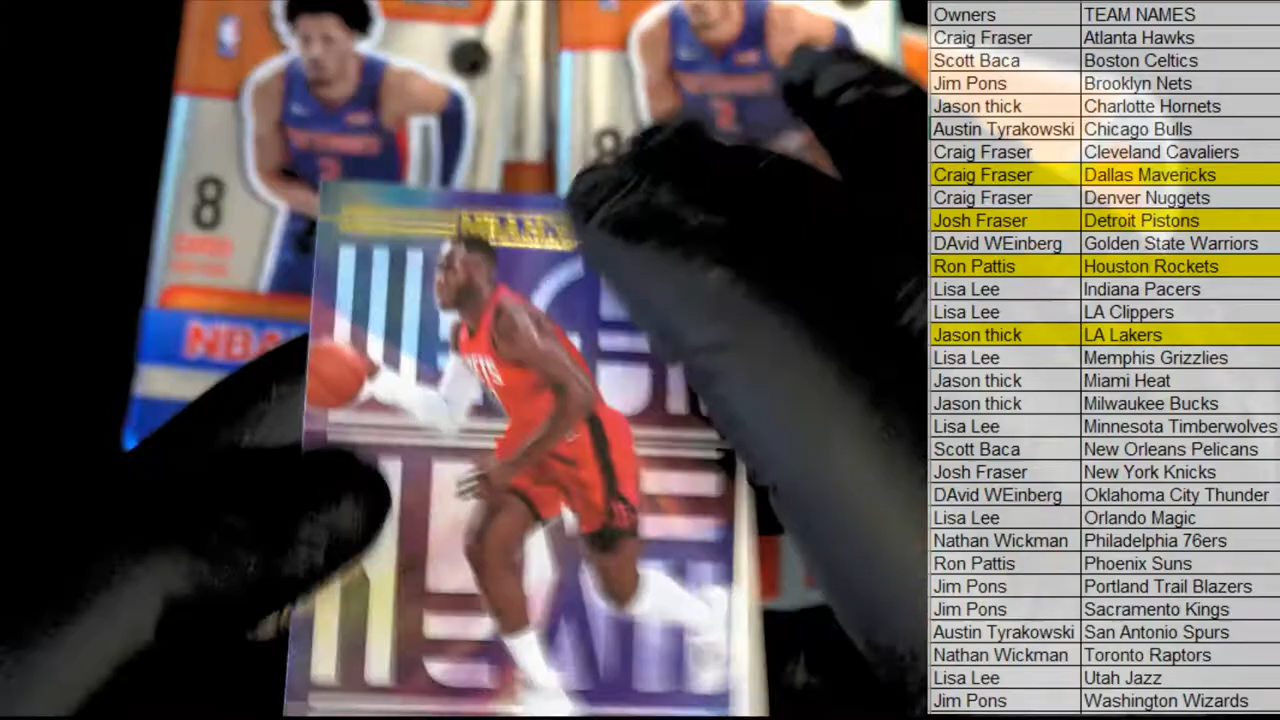 8
NBA
8
Owners TEAM NAMES
Craig Fraser Atlanta Hawks
Scott Baca Boston Celtics
Jim Pons Brooklyn Nets
Jason thick Charlotte Hornets
Austin Tyrakowski Chicago Bulls
Craig Fraser Cleveland Cavaliers
Craig Fraser Dallas Mavericks
Craig Fraser Denver Nuggets
Josh Fraser Detroit Pistons
DAvid WEinberg Golden State Warriors
Ron Pattis Houston Rockets
Lisa Lee Indiana Pacers
Lisa Lee LA Clippers
Jason thick LA Lakers
Lisa Lee Memphis Grizzlies
Jason thick Miami Heat
Jason thick Milwaukee Bucks
Lisa Lee Minnesota Timberwolves
Scott Baca New Orleans Pelicans
Josh Fraser New York Knicks
DAvid WEinberg Oklahoma City Thunder
Lisa Lee Orlando Magic
Nathan Wickman Philadelphia 76ers
Ron Pattis Phoenix Suns
Jim Pons Portland Trail Blazers
Jim Pons Sacramento Kings
Austin Tyrakowski San Antonio Spurs
Nathan Wickman Toronto Raptors
Lisa Lee Utah Jazz
Jim Pons Washington Wizards